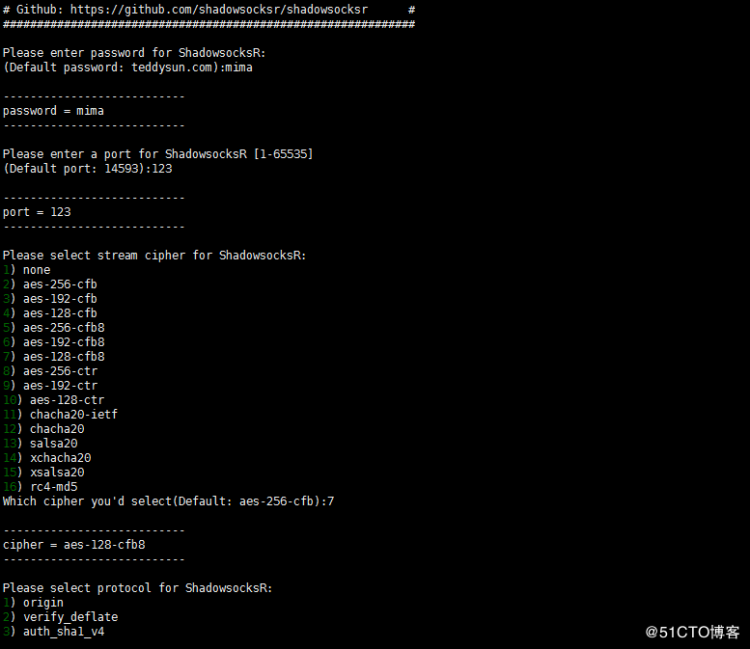 # Github: https://github.com/shadowsocksr/shadowsocksr #
#############################################################
Please enter password for ShadowsocksR:
(Default password: teddysun.com):mima
---------------------------
password = mima
---------------------------
Please enter a port for ShadowsocksR [1-65535]
(Default port: 14593):123
---------------------------
port = 123
---------------------------
Please select stream cipher for ShadowsocksR:
1) none
2) aes-256-cfb
3) aes-192-cfb
4) aes-128-cfb
5) aes-256-cfb8
6) aes-192-cfb8
7) aes-128-cfb8
8) aes-256-ctr
9) aes-192-ctr
10) aes-128-ctr
11) chacha20-ietf
12) chacha20
13) salsa20
14) xchacha20
15) xsalsa20
16) rc4-md5
Which cipher you'd select(Default: aes-256-cfb):7
---------------------------
cipher = aes-128-cfb8
---------------------------
Please select protocol for ShadowsocksR:
1) origin
2) verify_deflate
3) auth_sha1_v4
@51CTO博客